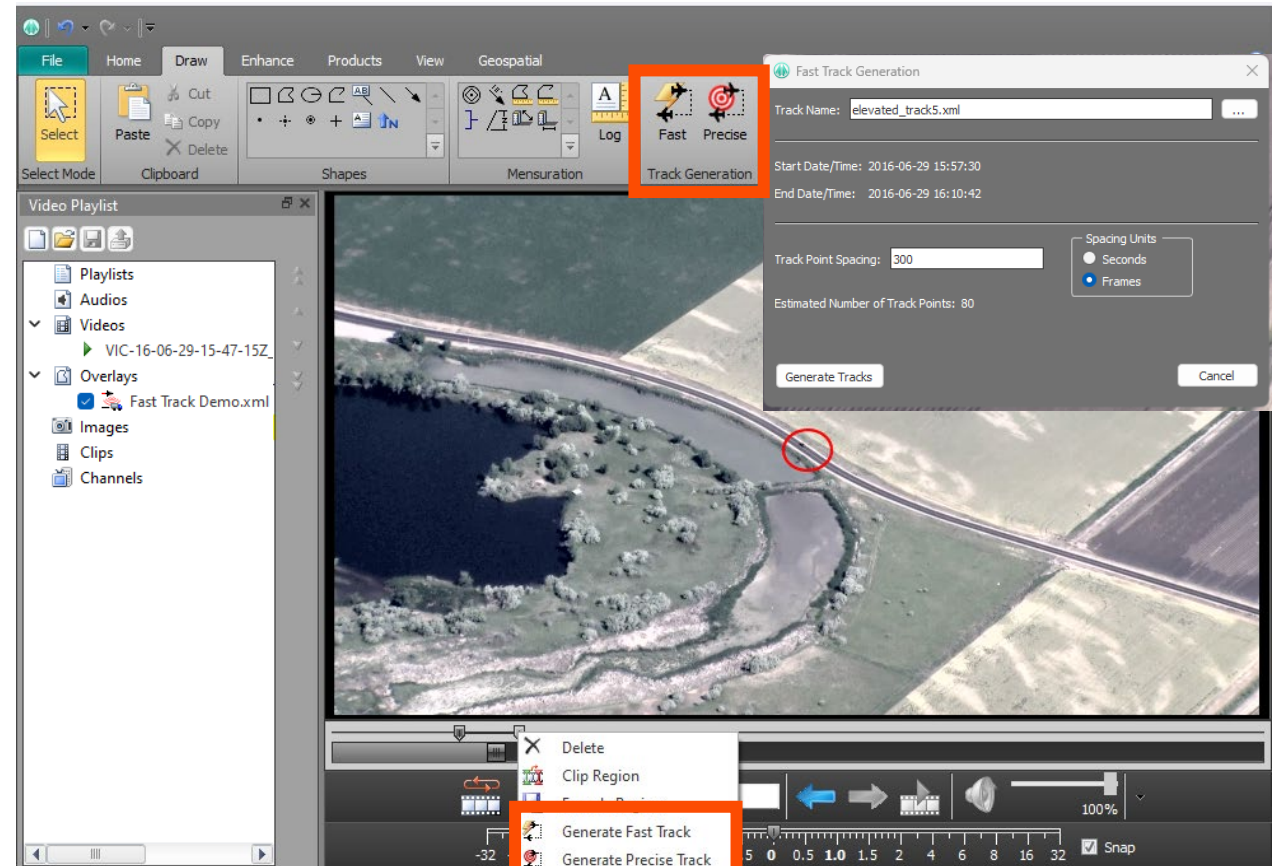 File Home Draw Enhance Products View Geospatial
Select
Paste
Cut
Copy
Delete
AB
N
A
Log
Fast Precise
Select Mode Clipboard Shapes Mensuration Track Generation
Fast Track Generation
Track Name: elevated_track5.xml ...
Start Date/Time: 2016-06-29 15:57:30
End Date/Time: 2016-06-29 16:10:42
Track Point Spacing: 300
Spacing Units
Seconds
Frames
Estimated Number of Track Points: 80
Generate Tracks Cancel
Video Playlist
Playlists
Audios
Videos
VIC-16-06-29-15-47-15Z_
Overlays
Fast Track Demo.xml
Images
Clips
Channels
Delete
Clip Region
Generate Fast Track
Generate Precise Track
100%
-32 .5 0 0.5 1.0 1.5 2 4 6 8 16 32 Snap